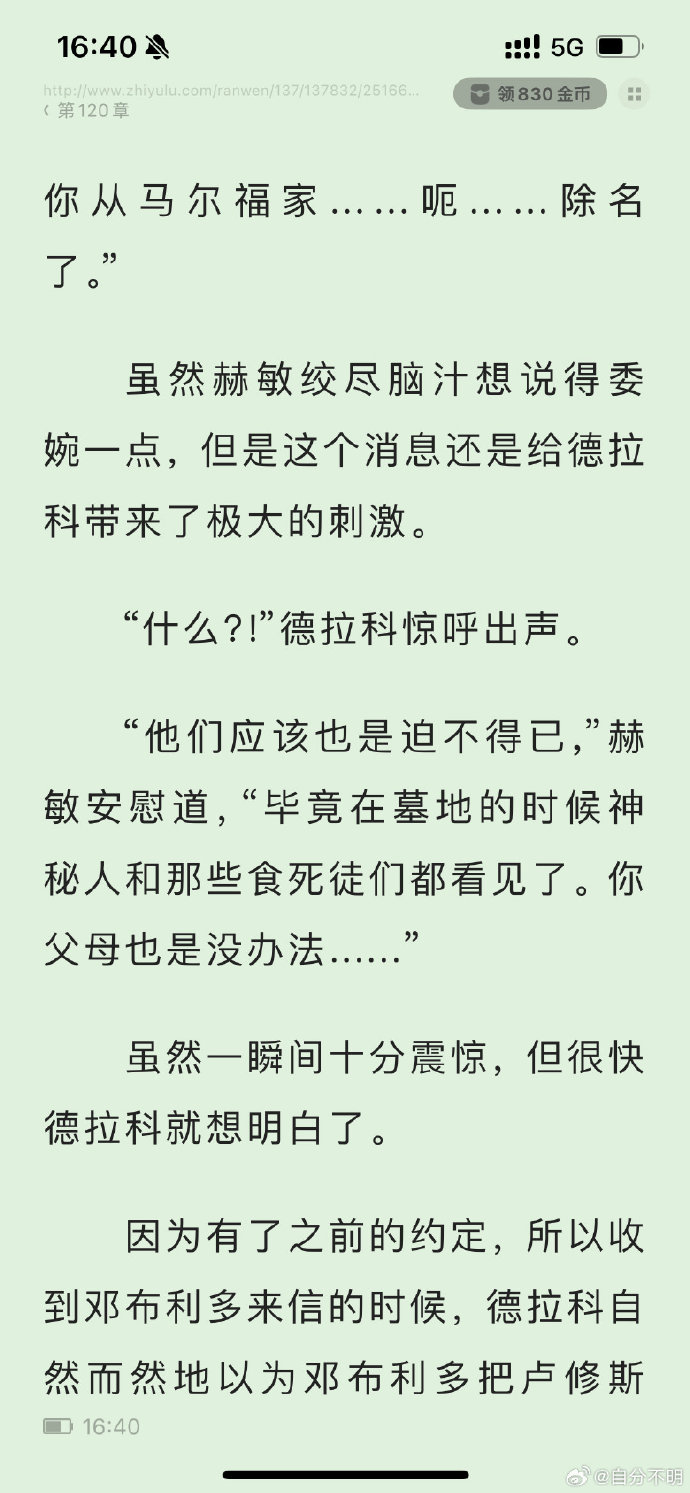 16:40
5G
http://www.zhiyulu.com/ranwen/137/137832/25166...
领830金币
第120章
你从马尔福家……呃……除名
了。”
虽然赫敏绞尽脑汁想说得委
婉一点，但是这个消息还是给德拉
科带来了极大的刺激。
“什么?!”德拉科惊呼出声。
“他们应该也是迫不得已，”赫
敏安慰道，“毕竟在墓地的时候神
秘人和那些食死徒们都看见了。你
父母也是没办法……”
虽然一瞬间十分震惊，但很快
德拉科就想明白了。
因为有了之前的约定，所以收
到邓布利多来信的时候，德拉科自
然而然地以为邓布利多把卢修斯
16:40
@自分不明